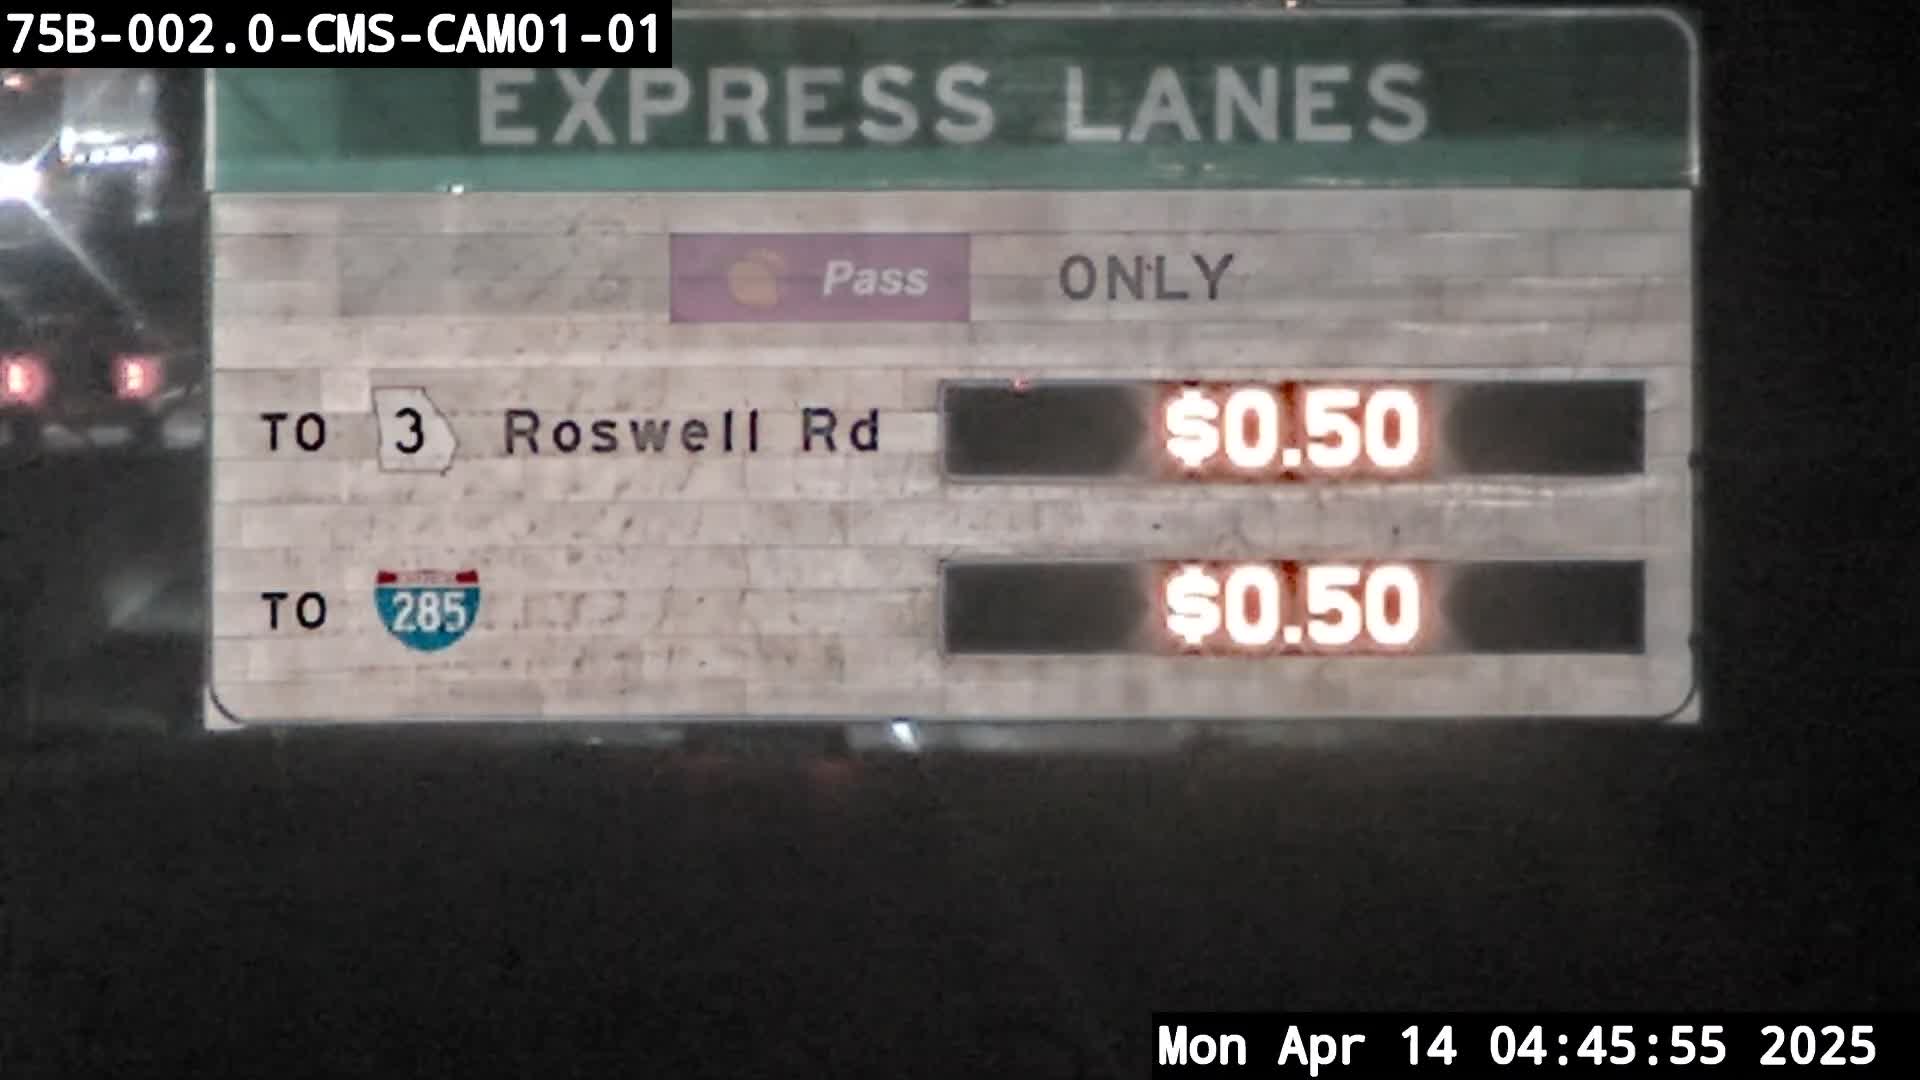 75B-002.0-CMS-CAM01-01
EXPRESS LANES
Pass ONLY
TO 3 Roswell Rd $0.50
TO 285 $0.50
Mon Apr 14 04:45:55 2025